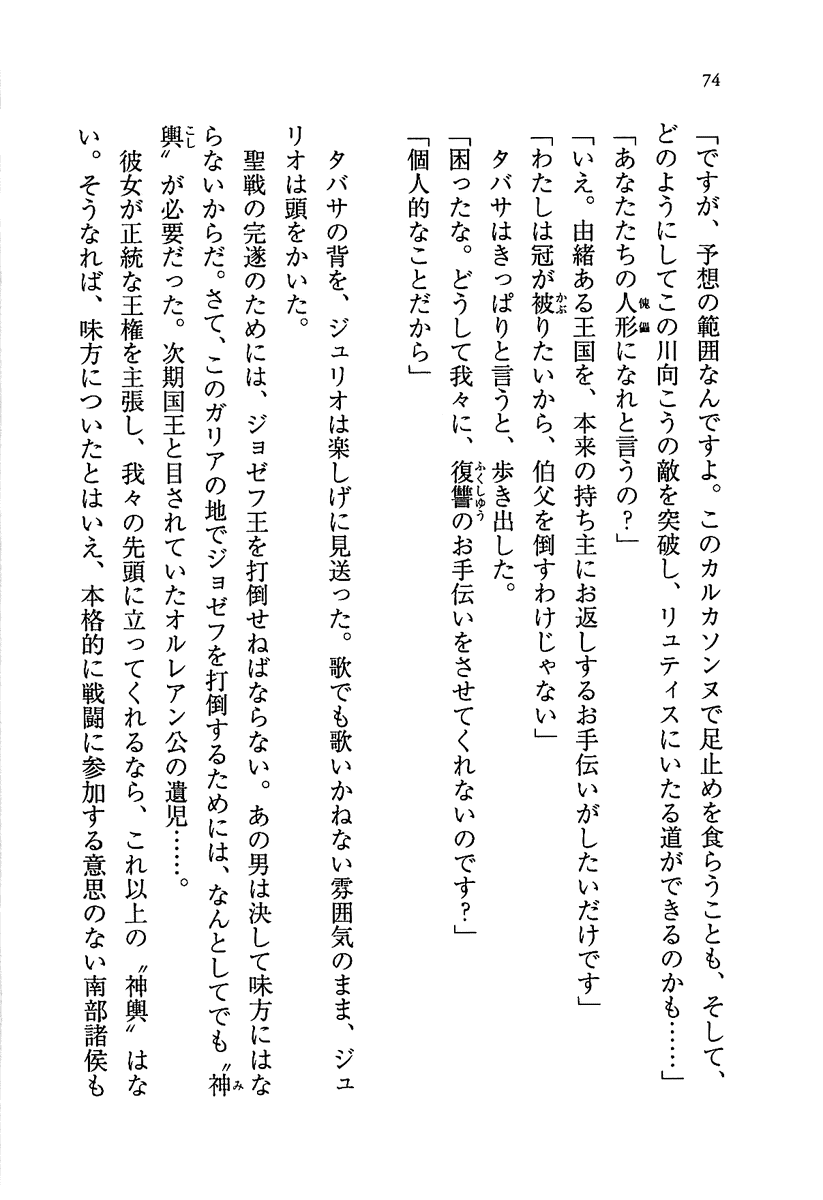 74
「ですが、予想の範囲なんですよ。このカルカソンヌで足止めを食らうことも、そして、
どのようにしてこの川向こうの敵を突破し、リュティスにいたる道ができるのかも……」
「あなたたちの人形になれと言うの？」
「いえ。由緒ある王国を、本来の持ち主にお返しするお手伝いがしたいだけです」
「わたしは冠が被りたいから、伯父を倒すわけじゃない」
タバサはきっぱりと言うと、歩き出した。
「困ったな。どうして我々に、復讐のお手伝いをさせてくれないのです？」
「個人的なことだから」
タバサの背を、ジュリオは楽しげに見送った。歌でも歌いかねない雰囲気のまま、ジュ
リオは頭をかいた。
聖戦の完遂のためには、ジョゼフ王を打倒せねばならない。あの男は決して味方にはな
らないからだ。さて、このガリアの地でジョゼフを打倒するためには、なんとしてでも〝神
輿〟が必要だった。次期国王と目されていたオルレアン公の遺児……。
彼女が正統な王権を主張し、我々の先頭に立ってくれるなら、これ以上の〝神輿〟はな
い。そうなれば、味方についたとはいえ、本格的に戦闘に参加する意思のない南部諸侯も